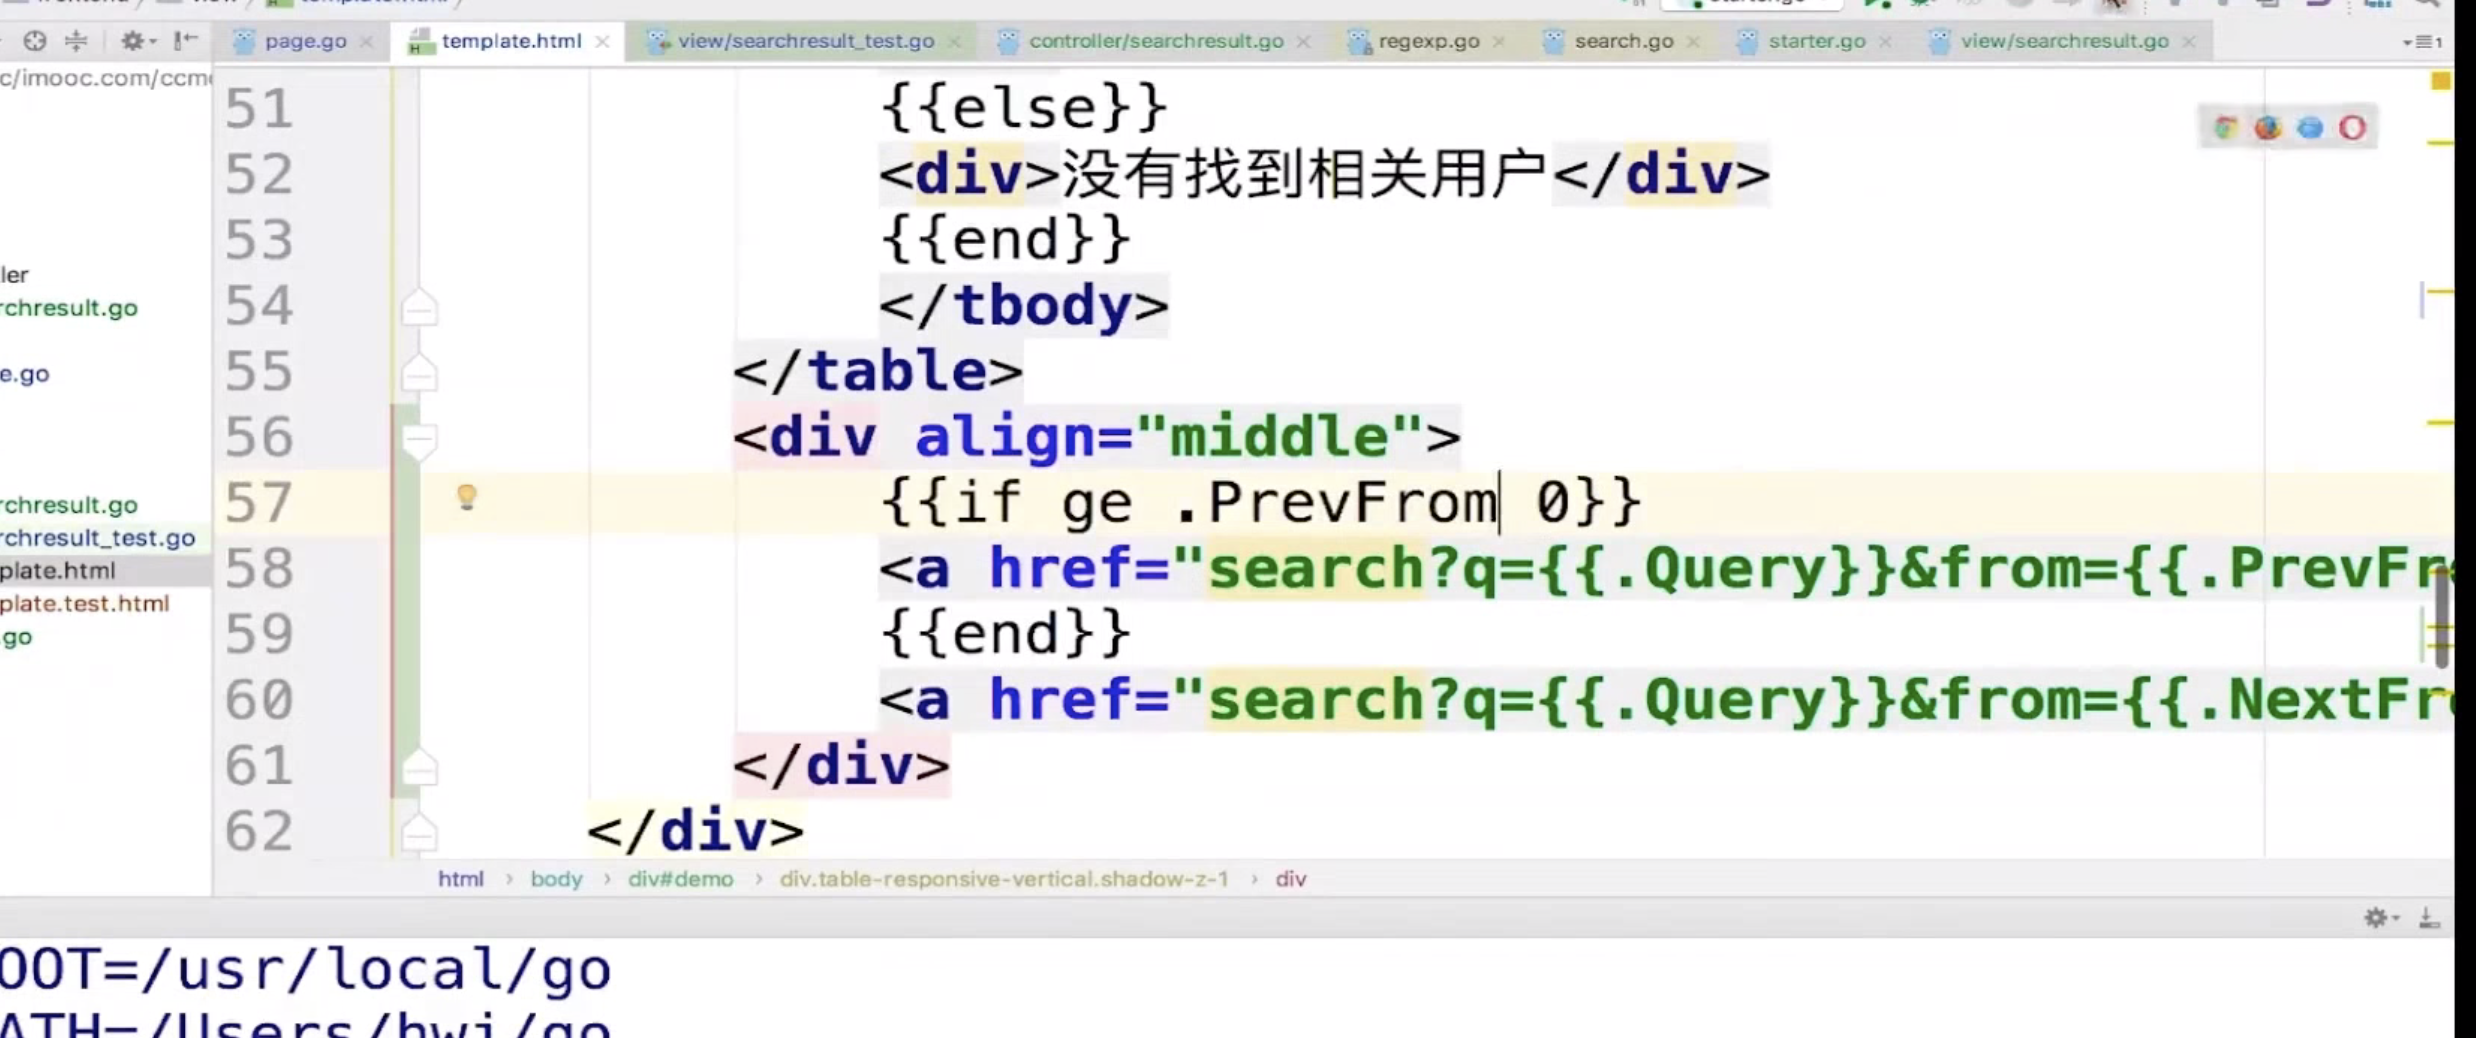 page.go template.html view/searchresult_test.go controller/searchresult.go regexp.go search.go starter.go view/searchresult.go
c/imooc.com/ccm
51 {{else}}
52 <div>没有找到相关用户</div>
53 {{end}}
ler
54 </tbody>
rchresult.go
55 </table>
e.go
56 <div align="middle">
57 {{if ge .PrevFrom 0}}
rchresult.go
rchresult_test.go
58 <a href="search?q={{.Query}}&from={{.PrevFr
plate.html
plate.test.html
59 {{end}}
.go
60 <a href="search?q={{.Query}}&from={{.NextFr
61 </div>
62 </div>
html › body › div#demo › div.table-responsive-vertical.shadow-z-1 › div
OOT=/usr/local/go
ATH=/Users/hwj/go